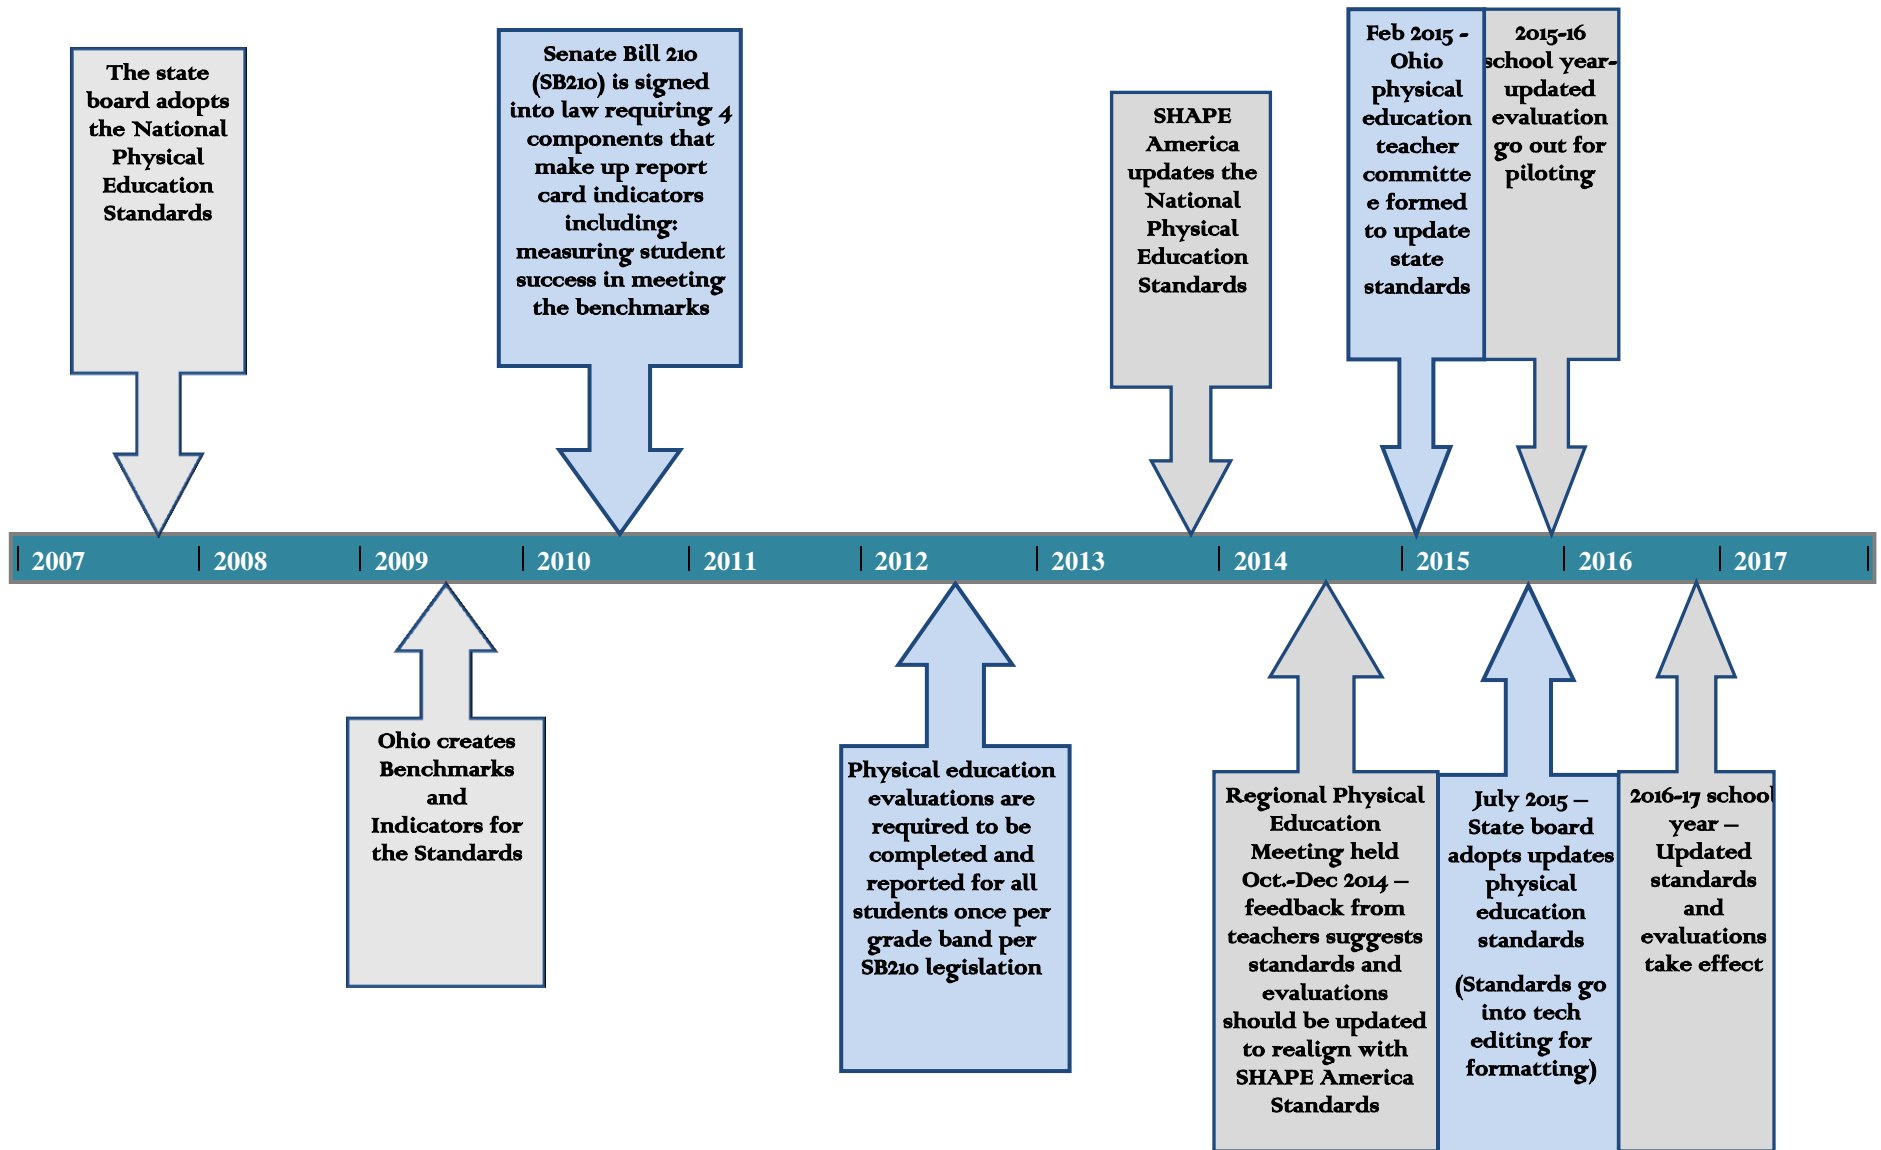 The state
board adopts
the National
Physical
Education
Standards
Senate Bill 210
(SB210) is signed
into law requiring 4
components that
make up report
card indicators
including:
measuring student
success in meeting
the benchmarks
SHAPE
America
updates the
National
Physical
Education
Standards
Feb 2015 -
Ohio
physical
education
teacher
committe
e formed
to update
state
standards
2015-16
school year-
updated
evaluation
go out for
piloting
2007
2008
2009
2010
2011
2012
2013
2014
2015
2016
2017
Ohio creates
Benchmarks
and
Indicators for
the Standards
Physical education
evaluations are
required to be
completed and
reported for all
students once per
grade band per
SB210 legislation
Regional Physical
Education
Meeting held
Oct.-Dec 2014 –
feedback from
teachers suggests
standards and
evaluations
should be updated
to realign with
SHAPE America
Standards
July 2015 –
State board
adopts updates
physical
education
standards
(Standards go
into tech
editing for
formatting)
2016-17 school
year –
Updated
standards
and
evaluations
take effect